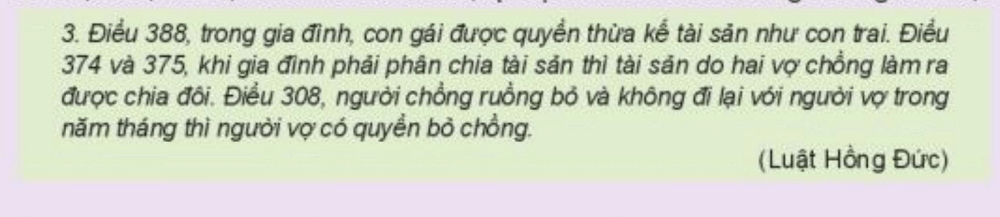 3. Điều 388, trong gia đình, con gái được quyền thừa kế tài sản như con trai. Điều
374 và 375, khi gia đình phải phân chia tài sản thì tài sản do hai vợ chồng làm ra
được chia đôi. Điều 308, người chồng ruồng bỏ và không đi lại với người vợ trong
năm tháng thì người vợ có quyền bỏ chồng.
(Luật Hồng Đức)